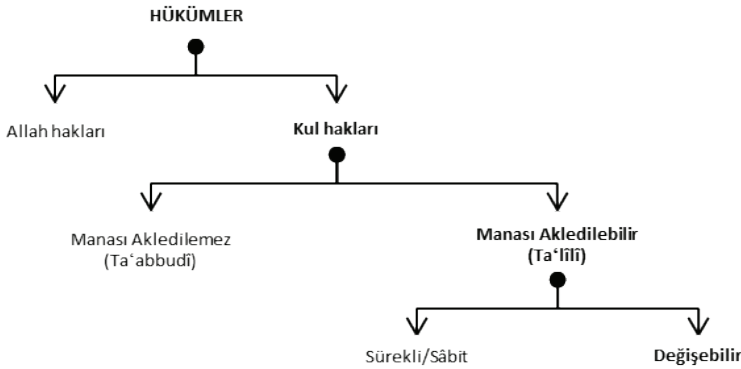 HÜKÜMLER
Allah hakları
Kul hakları
Manası Akledilemez
(Ta‘abbudî)
Manası Akledilebilir
(Ta‘lîlî)
Sürekli/Sâbit
Değişebilir